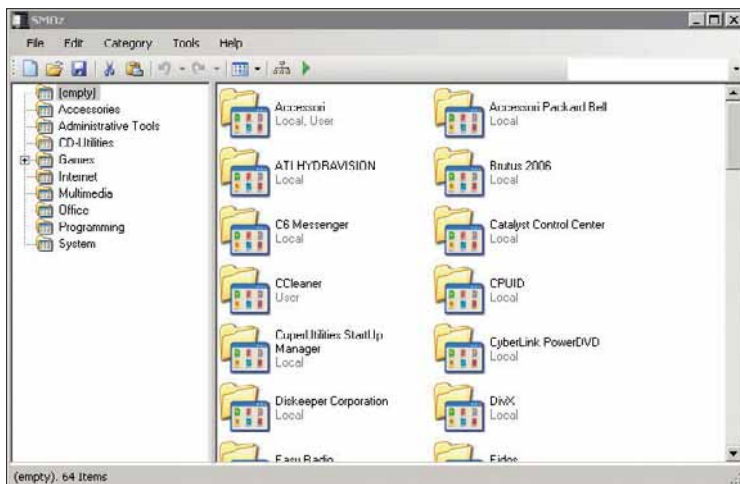 SMOz
File Edit Category Tools Help
(empty)
Accessories
Administrative Tools
CD-Utilities
Games
Internet
Multimedia
Office
Programming
System
Accessori
Local, User
Accessori Packard Bell
Local
ATI HYDRAVISION
Local
Brutus 2006
Local
C6 Messenger
Local
Catalyst Control Center
Local
CCleaner
User
CPUID
Local
CuperUtilities StartUp
Manager
Local
CyberLink PowerDVD
Local
Diskeeper Corporation
Local
DivX
Local
Easy Radio
Eidos
(empty). 64 Items